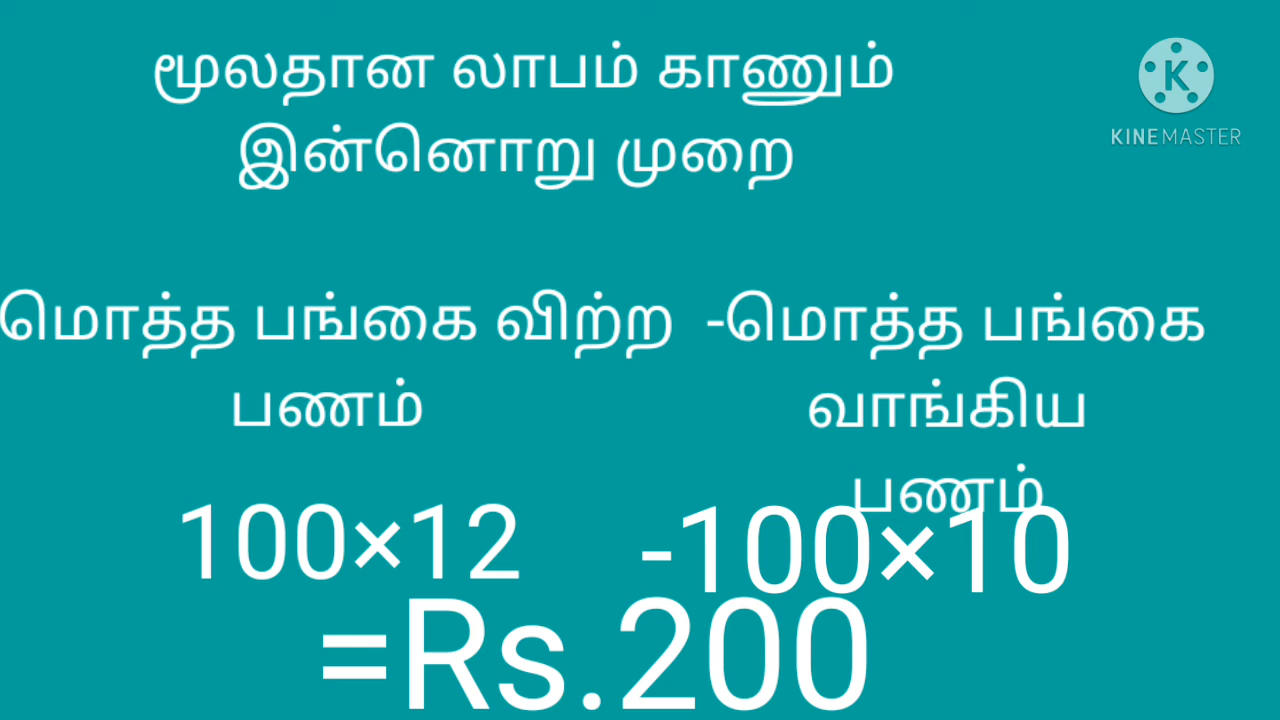 மூலதான லாபம் காணும்
இன்னொறு முறை
KINEMASTER
மொத்த பங்கை விற்ற
பணம்
-மொத்த பங்கை
வாங்கிய
பணம்
100×12
-100×10
=Rs.200